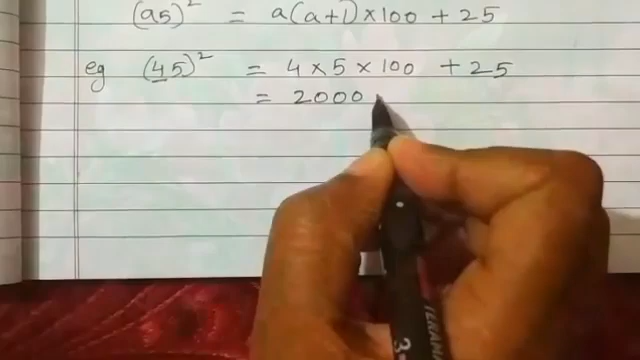 (a5)² = a(a+1)×100 + 25
eg (45)² = 4×5×100 + 25
= 2000